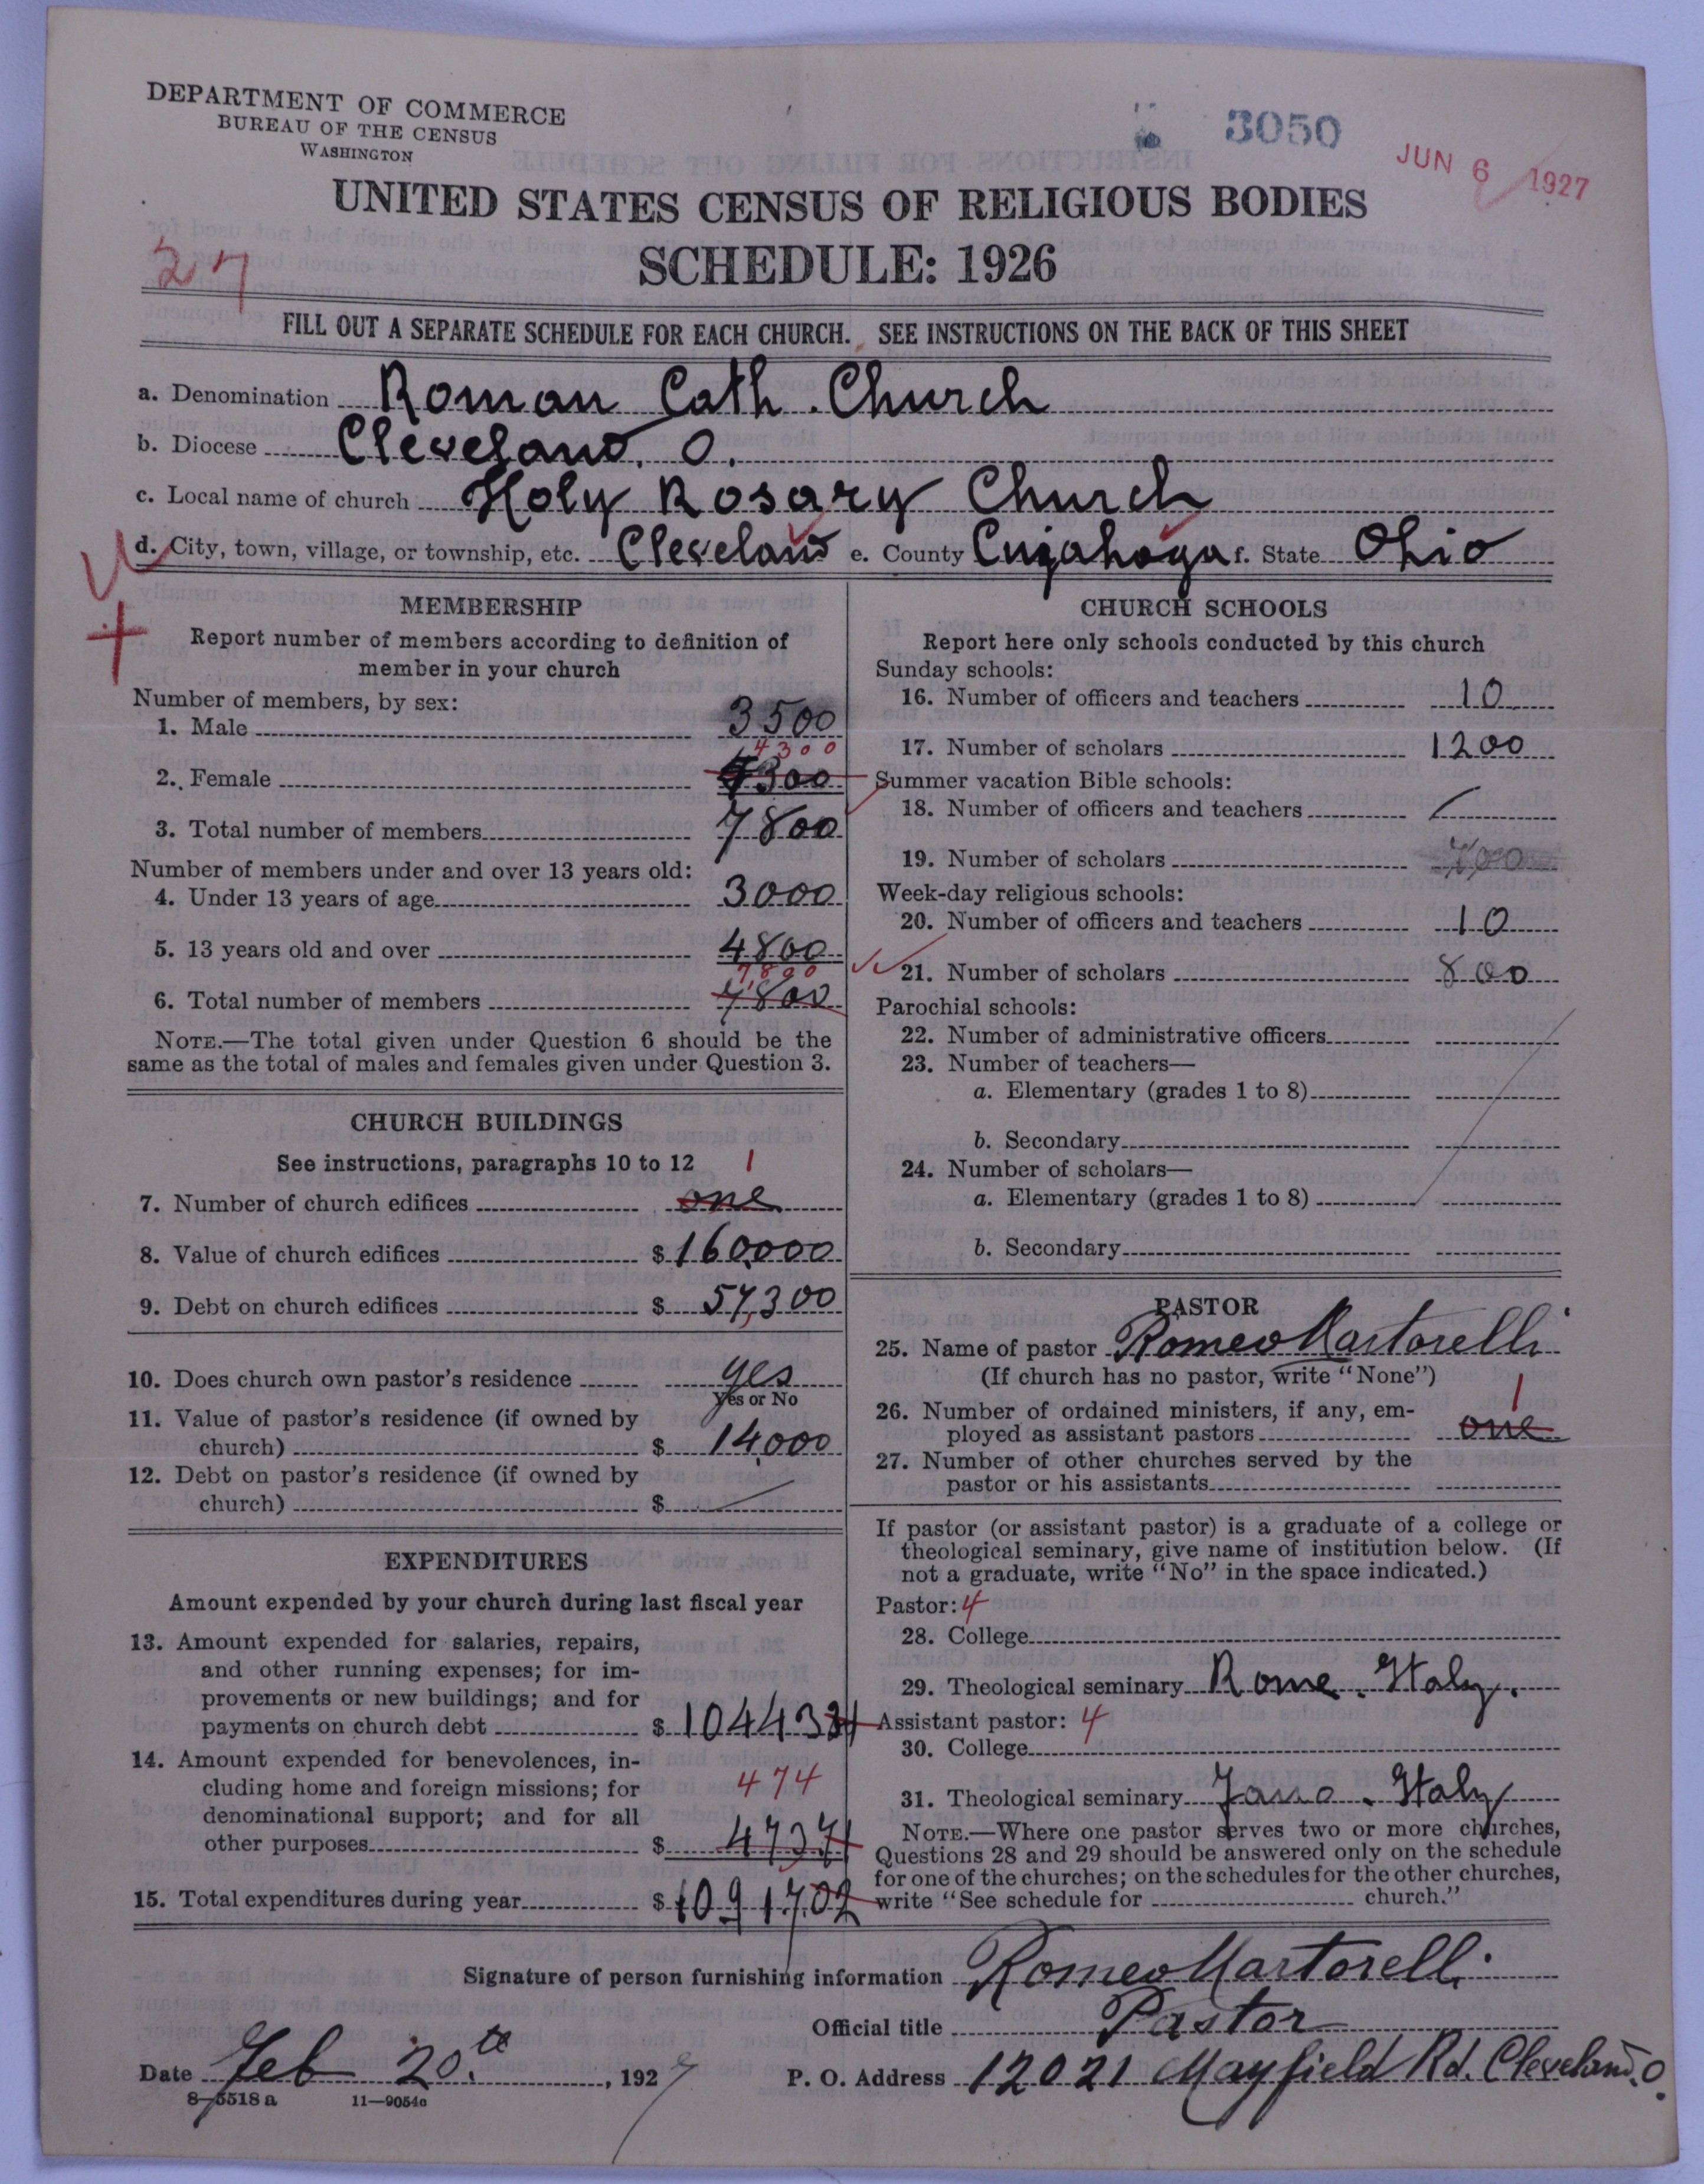 DEPARTMENT OF COMMERCE
BUREAU OF THE CENSUS
WASHINGTON
3050
JUN 6 1927
UNITED STATES CENSUS OF RELIGIOUS BODIES
SCHEDULE: 1926
27
FILL OUT A SEPARATE SCHEDULE FOR EACH CHURCH. SEE INSTRUCTIONS ON THE BACK OF THIS SHEET
a. Denomination Roman Cath. Church
b. Diocese Cleveland. O.
c. Local name of church Holy Rosary Church
d. City, town, village, or township, etc. Cleveland e. County Cuyahoga f. State Ohio
MEMBERSHIP
Report number of members according to definition of
member in your church
Number of members, by sex:
1. Male 3500
4300
2. Female 4300
3. Total number of members 7800
Number of members under and over 13 years old:
4. Under 13 years of age 3000
5. 13 years old and over 4800
7800
6. Total number of members 7800
NOTE.—The total given under Question 6 should be the
same as the total of males and females given under Question 3.
CHURCH BUILDINGS
See instructions, paragraphs 10 to 12
1
7. Number of church edifices one
8. Value of church edifices $ 160,000
9. Debt on church edifices $ 57,300
10. Does church own pastor's residence yes
Yes or No
11. Value of pastor's residence (if owned by
church) $ 14,000
12. Debt on pastor's residence (if owned by
church) $
EXPENDITURES
Amount expended by your church during last fiscal year
13. Amount expended for salaries, repairs,
and other running expenses; for im-
provements or new buildings; and for
payments on church debt $ 10443
14. Amount expended for benevolences, in-
cluding home and foreign missions; for
474
denominational support; and for all
other purposes $ 473 71
15. Total expenditures during year $ 10917.02
CHURCH SCHOOLS
Report here only schools conducted by this church
Sunday schools:
16. Number of officers and teachers 10
17. Number of scholars 1200
Summer vacation Bible schools:
18. Number of officers and teachers
19. Number of scholars
Week-day religious schools:
20. Number of officers and teachers 10
21. Number of scholars 800
Parochial schools:
22. Number of administrative officers
23. Number of teachers—
a. Elementary (grades 1 to 8)
b. Secondary
24. Number of scholars—
a. Elementary (grades 1 to 8)
b. Secondary
PASTOR
25. Name of pastor Romeo Martorelli
(If church has no pastor, write "None")
1
26. Number of ordained ministers, if any, em-
ployed as assistant pastors one
27. Number of other churches served by the
pastor or his assistants
If pastor (or assistant pastor) is a graduate of a college or
theological seminary, give name of institution below. (If
not a graduate, write "No" in the space indicated.)
Pastor: 4
28. College
29. Theological seminary Rome. Italy.
Assistant pastor: 4
30. College
31. Theological seminary Fano. Italy
NOTE.—Where one pastor serves two or more churches,
Questions 28 and 29 should be answered only on the schedule
for one of the churches; on the schedules for the other churches,
write "See schedule for church."
Signature of person furnishing information Romeo Martorelli
Official title Pastor
Date Feb 20.th, 1927 P. O. Address 12021 Mayfield Rd. Cleveland, O.
8-5518 a 11—9054a